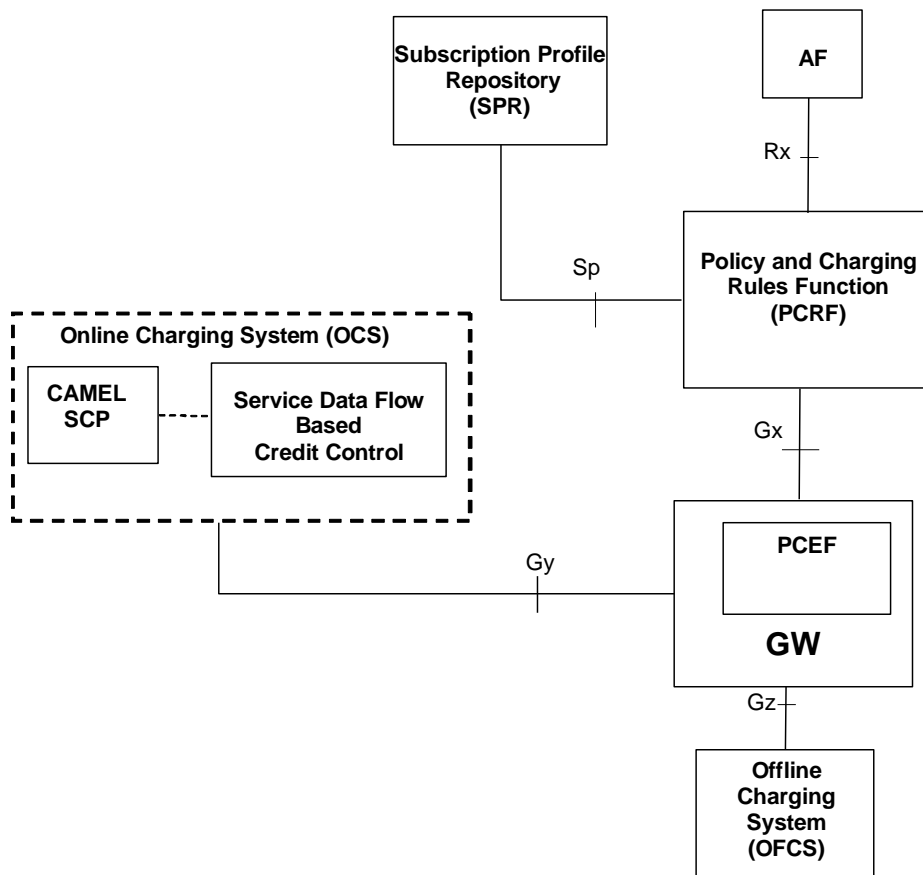 Subscription Profile
Repository
(SPR)
AF
Rx
Sp
Policy and Charging
Rules Function
(PCRF)
Online Charging System (OCS)
CAMEL
SCP
Service Data Flow
Based
Credit Control
Gx
Gy
PCEF
GW
Gz
Offline
Charging
System
(OFCS)